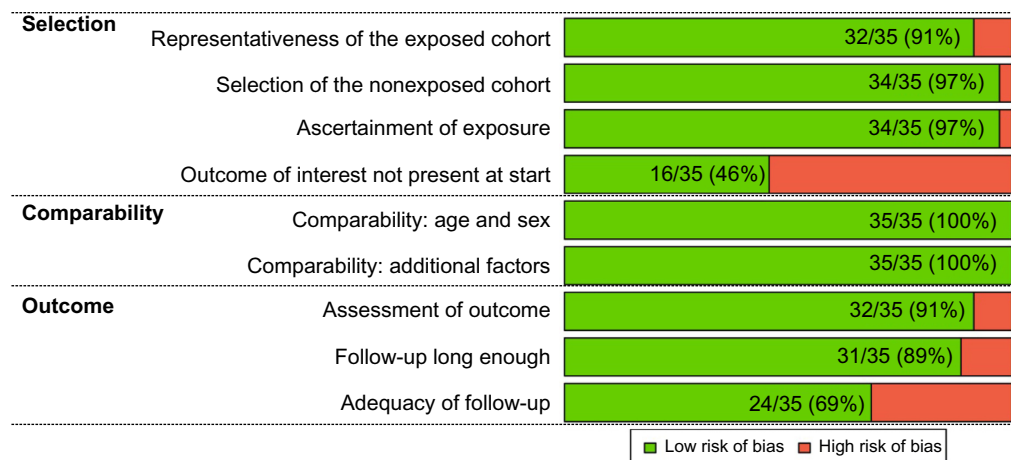 Selection
Representativeness of the exposed cohort 32/35 (91%)
Selection of the nonexposed cohort 34/35 (97%)
Ascertainment of exposure 34/35 (97%)
Outcome of interest not present at start 16/35 (46%)
Comparability
Comparability: age and sex 35/35 (100%)
Comparability: additional factors 35/35 (100%)
Outcome
Assessment of outcome 32/35 (91%)
Follow-up long enough 31/35 (89%)
Adequacy of follow-up 24/35 (69%)
Low risk of bias High risk of bias